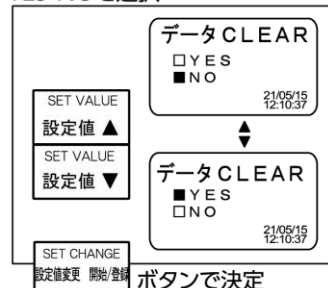 データCLEAR
□YES
■NO
21/05/15
12:10:37
SET VALUE
設定値 ▲
SET VALUE
設定値 ▼
データCLEAR
■YES
□NO
21/05/15
12:10:37
SET CHANGE
設定値変更 開始/登録
ボタンで決定